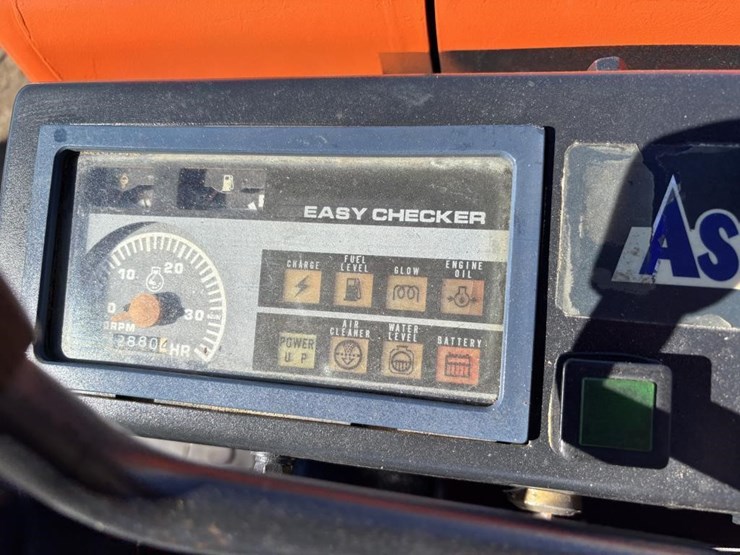 EASY CHECKER
CHARGE
FUEL LEVEL
GLOW
ENGINE OIL
0 10 20 30
RPM
HR
POWER UP
AIR CLEANER
WATER LEVEL
BATTERY
As